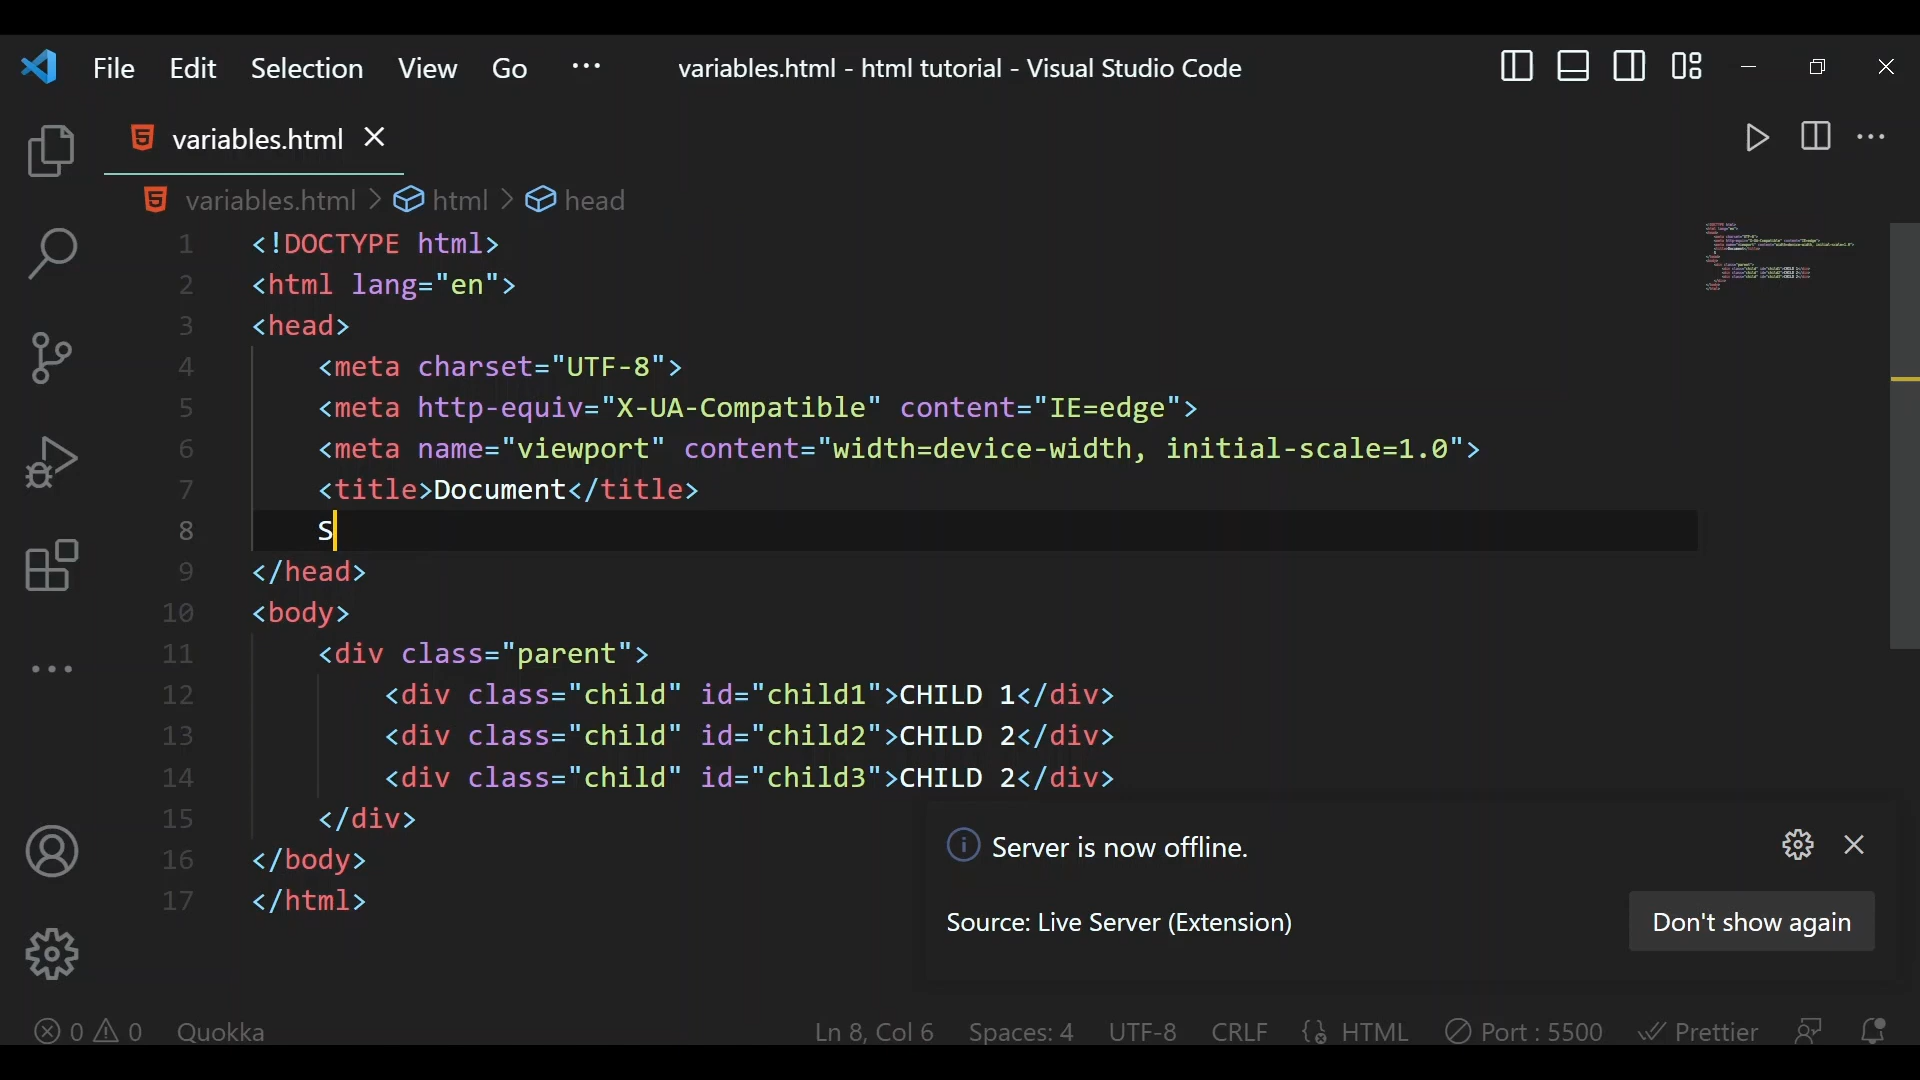 File Edit Selection View Go ... variables.html - html tutorial - Visual Studio Code
variables.html
variables.html > html > head
1 <!DOCTYPE html>
2 <html lang="en">
3 <head>
4 <meta charset="UTF-8">
5 <meta http-equiv="X-UA-Compatible" content="IE=edge">
6 <meta name="viewport" content="width=device-width, initial-scale=1.0">
7 <title>Document</title>
8 S
9 </head>
10 <body>
11 <div class="parent">
12 <div class="child" id="child1">CHILD 1</div>
13 <div class="child" id="child2">CHILD 2</div>
14 <div class="child" id="child3">CHILD 2</div>
15 </div>
16 </body>
17 </html>
Server is now offline.
Source: Live Server (Extension) Don't show again
0 0 Quokka Ln 8, Col 6 Spaces: 4 UTF-8 CRLF HTML Port : 5500 Prettier